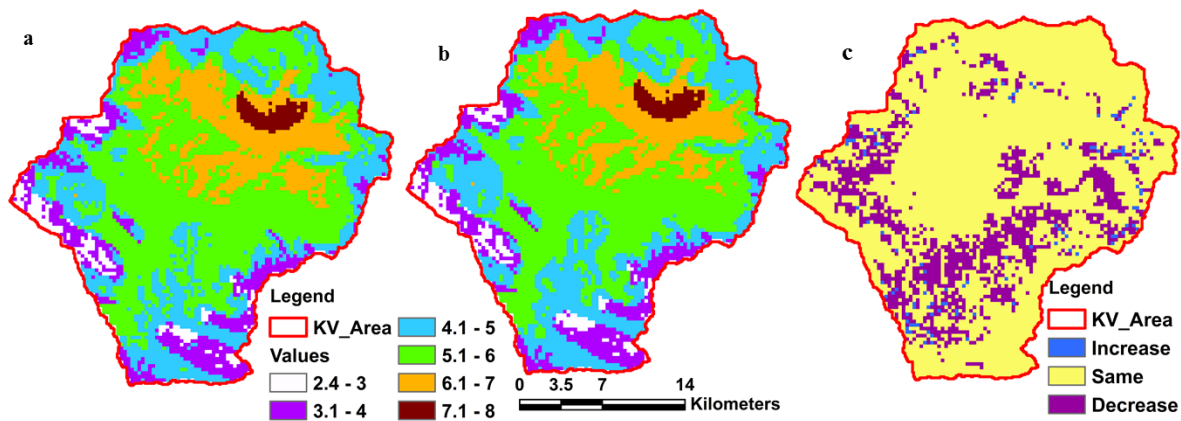 a
b
c
Legend
KV_Area
Values
2.4 - 3
3.1 - 4
4.1 - 5
5.1 - 6
6.1 - 7
7.1 - 8
0 3.5 7 14
Kilometers
Legend
KV_Area
Increase
Same
Decrease